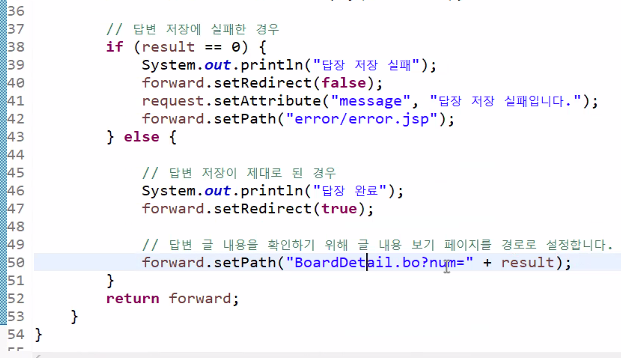 36
37 // 답변 저장에 실패한 경우
38 if (result == 0) {
39 System.out.println("답장 저장 실패");
40 forward.setRedirect(false);
41 request.setAttribute("message", "답장 저장 실패입니다.");
42 forward.setPath("error/error.jsp");
43 } else {
44
45 // 답변 저장이 제대로 된 경우
46 System.out.println("답장 완료");
47 forward.setRedirect(true);
48
49 // 답변 글 내용을 확인하기 위해 글 내용 보기 페이지를 경로로 설정합니다.
50 forward.setPath("BoardDetail.bo?num=" + result);
51 }
52 return forward;
53 }
54 }
55